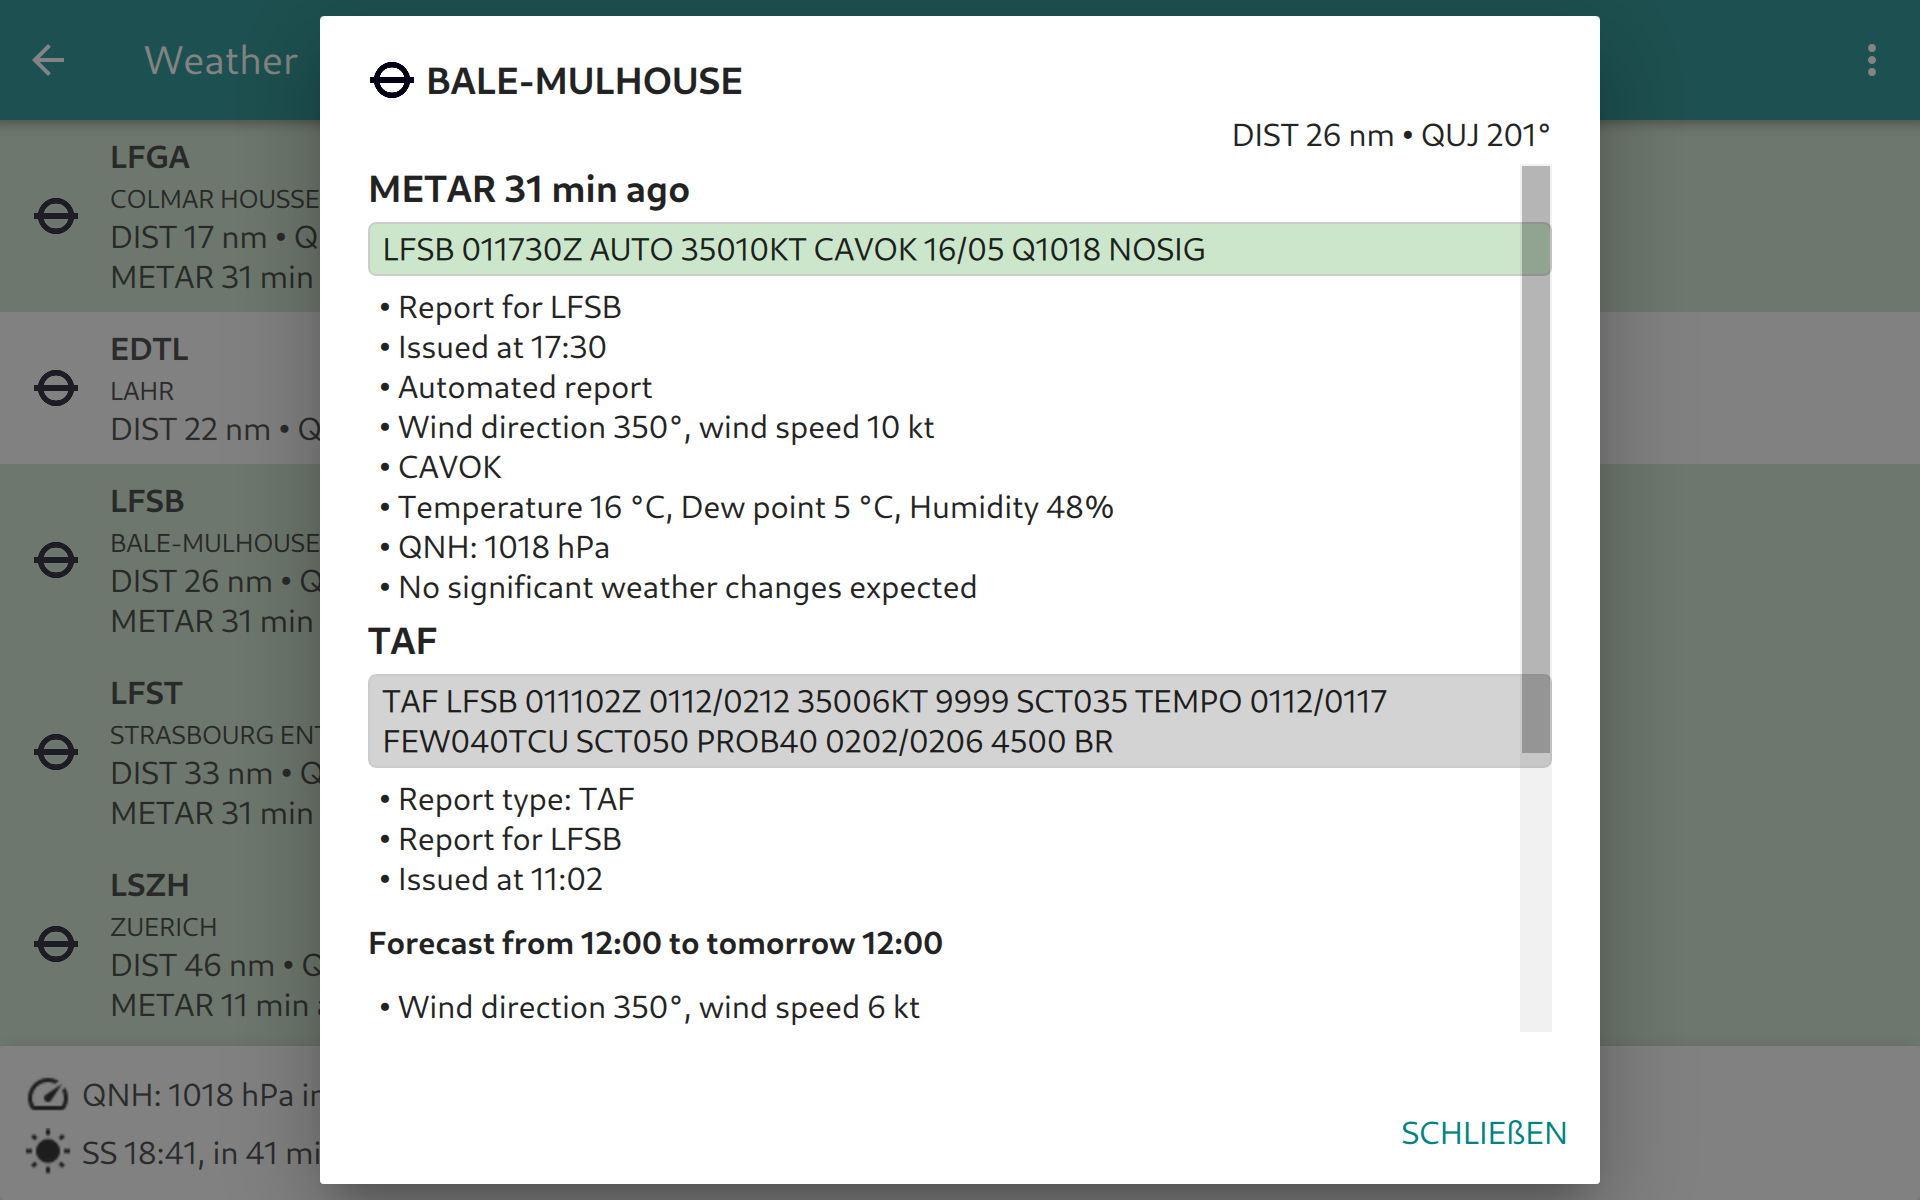 Weather
LFGA
COLMAR HOUSSE
DIST 17 nm • Q
METAR 31 min
EDTL
LAHR
DIST 22 nm • Q
LFSB
BALE-MULHOUSE
DIST 26 nm • Q
METAR 31 min
LFST
STRASBOURG ENT
DIST 33 nm • Q
METAR 31 min
LSZH
ZUERICH
DIST 46 nm • Q
METAR 11 min
QNH: 1018 hPa in
SS 18:41, in 41 mi
BALE-MULHOUSE
DIST 26 nm • QUJ 201°
METAR 31 min ago
LFSB 011730Z AUTO 35010KT CAVOK 16/05 Q1018 NOSIG
• Report for LFSB
• Issued at 17:30
• Automated report
• Wind direction 350°, wind speed 10 kt
• CAVOK
• Temperature 16 °C, Dew point 5 °C, Humidity 48%
• QNH: 1018 hPa
• No significant weather changes expected
TAF
TAF LFSB 011102Z 0112/0212 35006KT 9999 SCT035 TEMPO 0112/0117
FEW040TCU SCT050 PROB40 0202/0206 4500 BR
• Report type: TAF
• Report for LFSB
• Issued at 11:02
Forecast from 12:00 to tomorrow 12:00
• Wind direction 350°, wind speed 6 kt
SCHLIEßEN